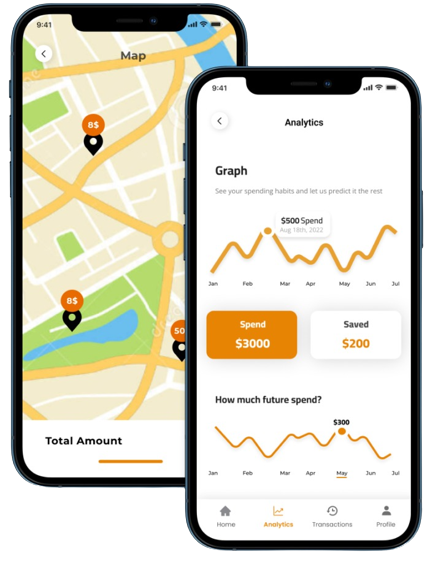 9:41
Map
8$
8$
50
Total Amount
9:41
Analytics
Graph
See your spending habits and let us predict it the rest
$500 Spend
Aug 18th, 2022
Jan Feb Mar Apr May Jun Jul
Spend
$3000
Saved
$200
How much future spend?
$300
Jan Feb Mar Apr May Jun Jul
Home Analytics Transactions Profile